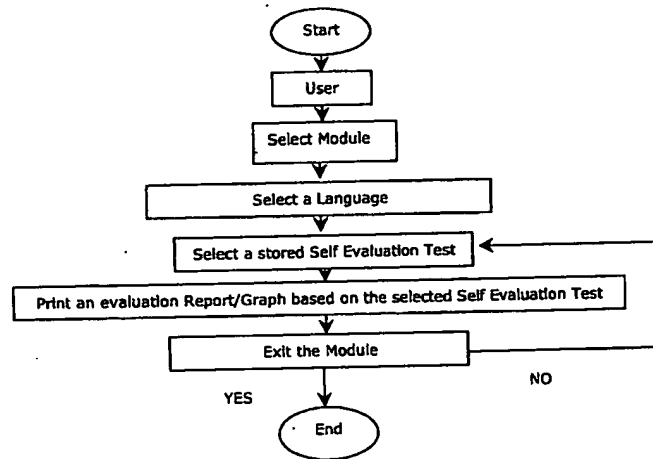 Start
User
Select Module
Select a Language
Select a stored Self Evaluation Test
Print an evaluation Report/Graph based on the selected Self Evaluation Test
Exit the Module
NO
YES
End